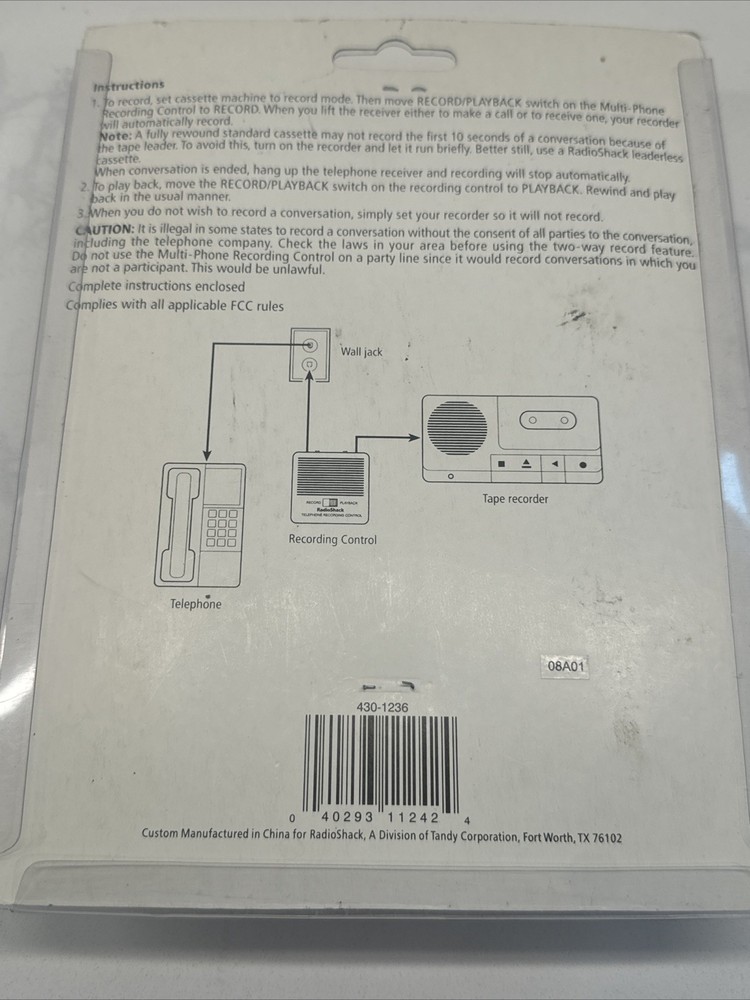 Instructions
1. To record, set cassette machine to record mode. Then move RECORD/PLAYBACK switch on the Multi-Phone
Recording Control to RECORD. When you lift the receiver either to make a call or to receive one, your recorder
will automatically record.
Note: A fully rewound standard cassette may not record the first 10 seconds of a conversation because of
the tape leader. To avoid this, turn on the recorder and let it run briefly. Better still, use a RadioShack leaderless
cassette.
When conversation is ended, hang up the telephone receiver and recording will stop automatically.
2. To play back, move the RECORD/PLAYBACK switch on the recording control to PLAYBACK. Rewind and play
back in the usual manner.
3. When you do not wish to record a conversation, simply set your recorder so it will not record.
CAUTION: It is illegal in some states to record a conversation without the consent of all parties to the conversation,
including the telephone company. Check the laws in your area before using the two-way record feature.
Do not use the Multi-Phone Recording Control on a party line since it would record conversations in which you
are not a participant. This would be unlawful.
Complete instructions enclosed
Complies with all applicable FCC rules
Wall jack
RECORD PLAYBACK
RadioShack
TELEPHONE RECORDING CONTROL
Tape recorder
Recording Control
Telephone
08A01
430-1236
0 40293 11242 4
Custom Manufactured in China for RadioShack, A Division of Tandy Corporation, Fort Worth, TX 76102